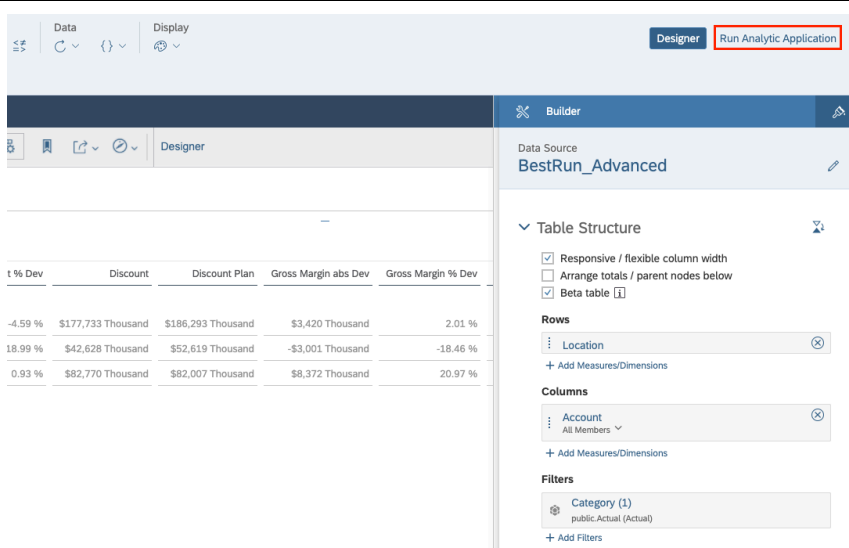 Data Display
Designer Run Analytic Application
Builder
Designer
Data Source
BestRun_Advanced
Table Structure
Responsive / flexible column width
Arrange totals / parent nodes below
Beta table i
t % Dev Discount Discount Plan Gross Margin abs Dev Gross Margin % Dev
-4.59 % $177,733 Thousand $186,293 Thousand $3,420 Thousand 2.01 %
18.99 % $42,628 Thousand $52,619 Thousand -$3,001 Thousand -18.46 %
0.93 % $82,770 Thousand $82,007 Thousand $8,372 Thousand 20.97 %
Rows
Location
+ Add Measures/Dimensions
Columns
Account
All Members
+ Add Measures/Dimensions
Filters
Category (1)
public.Actual (Actual)
+ Add Filters